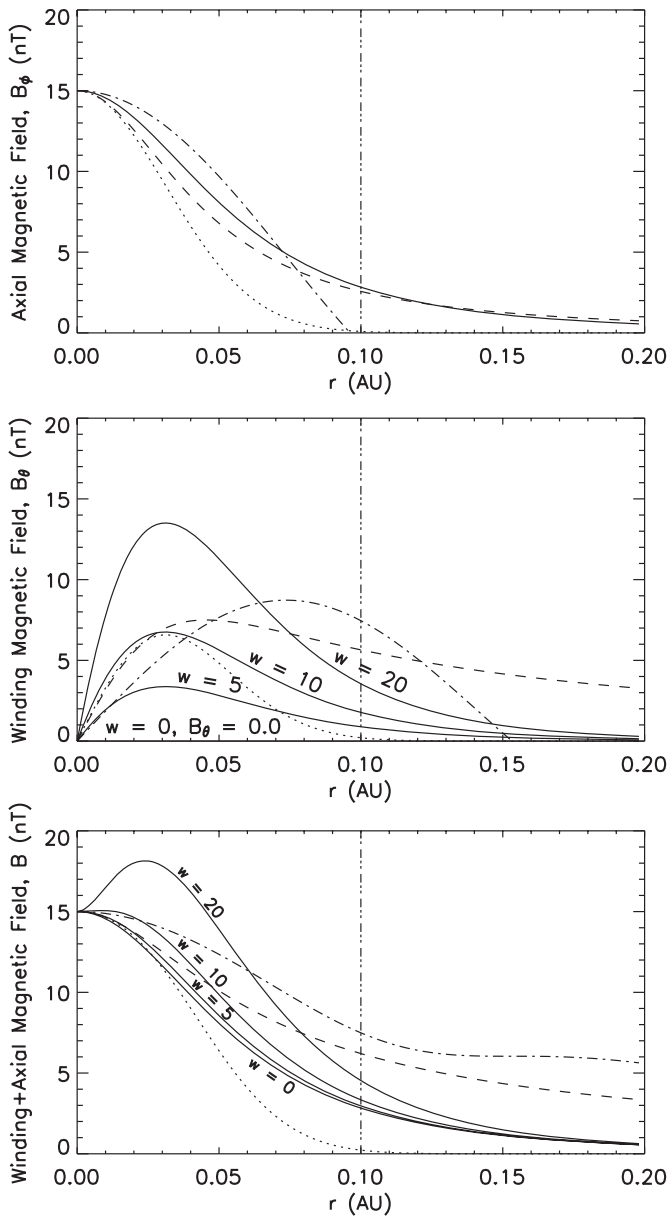 Axial Magnetic Field, Bϕ (nT)
20
15
10
5
0
0.00 0.05 0.10 0.15 0.20
r (AU)
Winding Magnetic Field, Bθ (nT)
20
15
10
5
0
w = 20
w = 10
w = 5
w = 0, Bθ = 0.0
0.00 0.05 0.10 0.15 0.20
r (AU)
Winding+Axial Magnetic Field, B (nT)
20
15
10
5
0
w = 20
w = 10
w = 5
w = 0
0.00 0.05 0.10 0.15 0.20
r (AU)